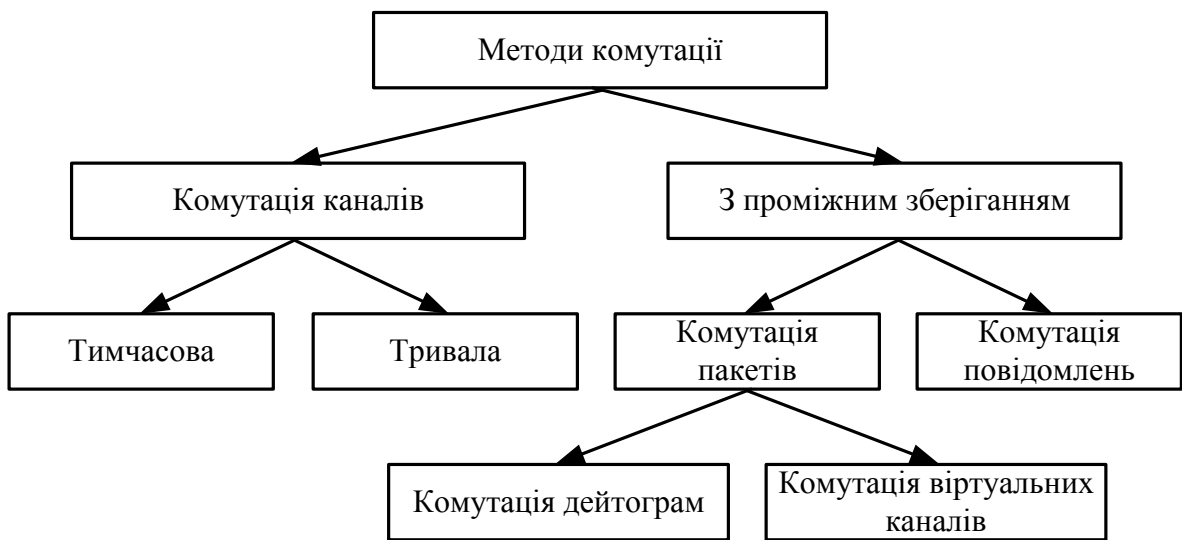 Методи комутації
Комутація каналів
З проміжним зберіганням
Тимчасова
Тривала
Комутація
пакетів
Комутація
повідомлень
Комутація дейтограм
Комутація віртуальних
каналів